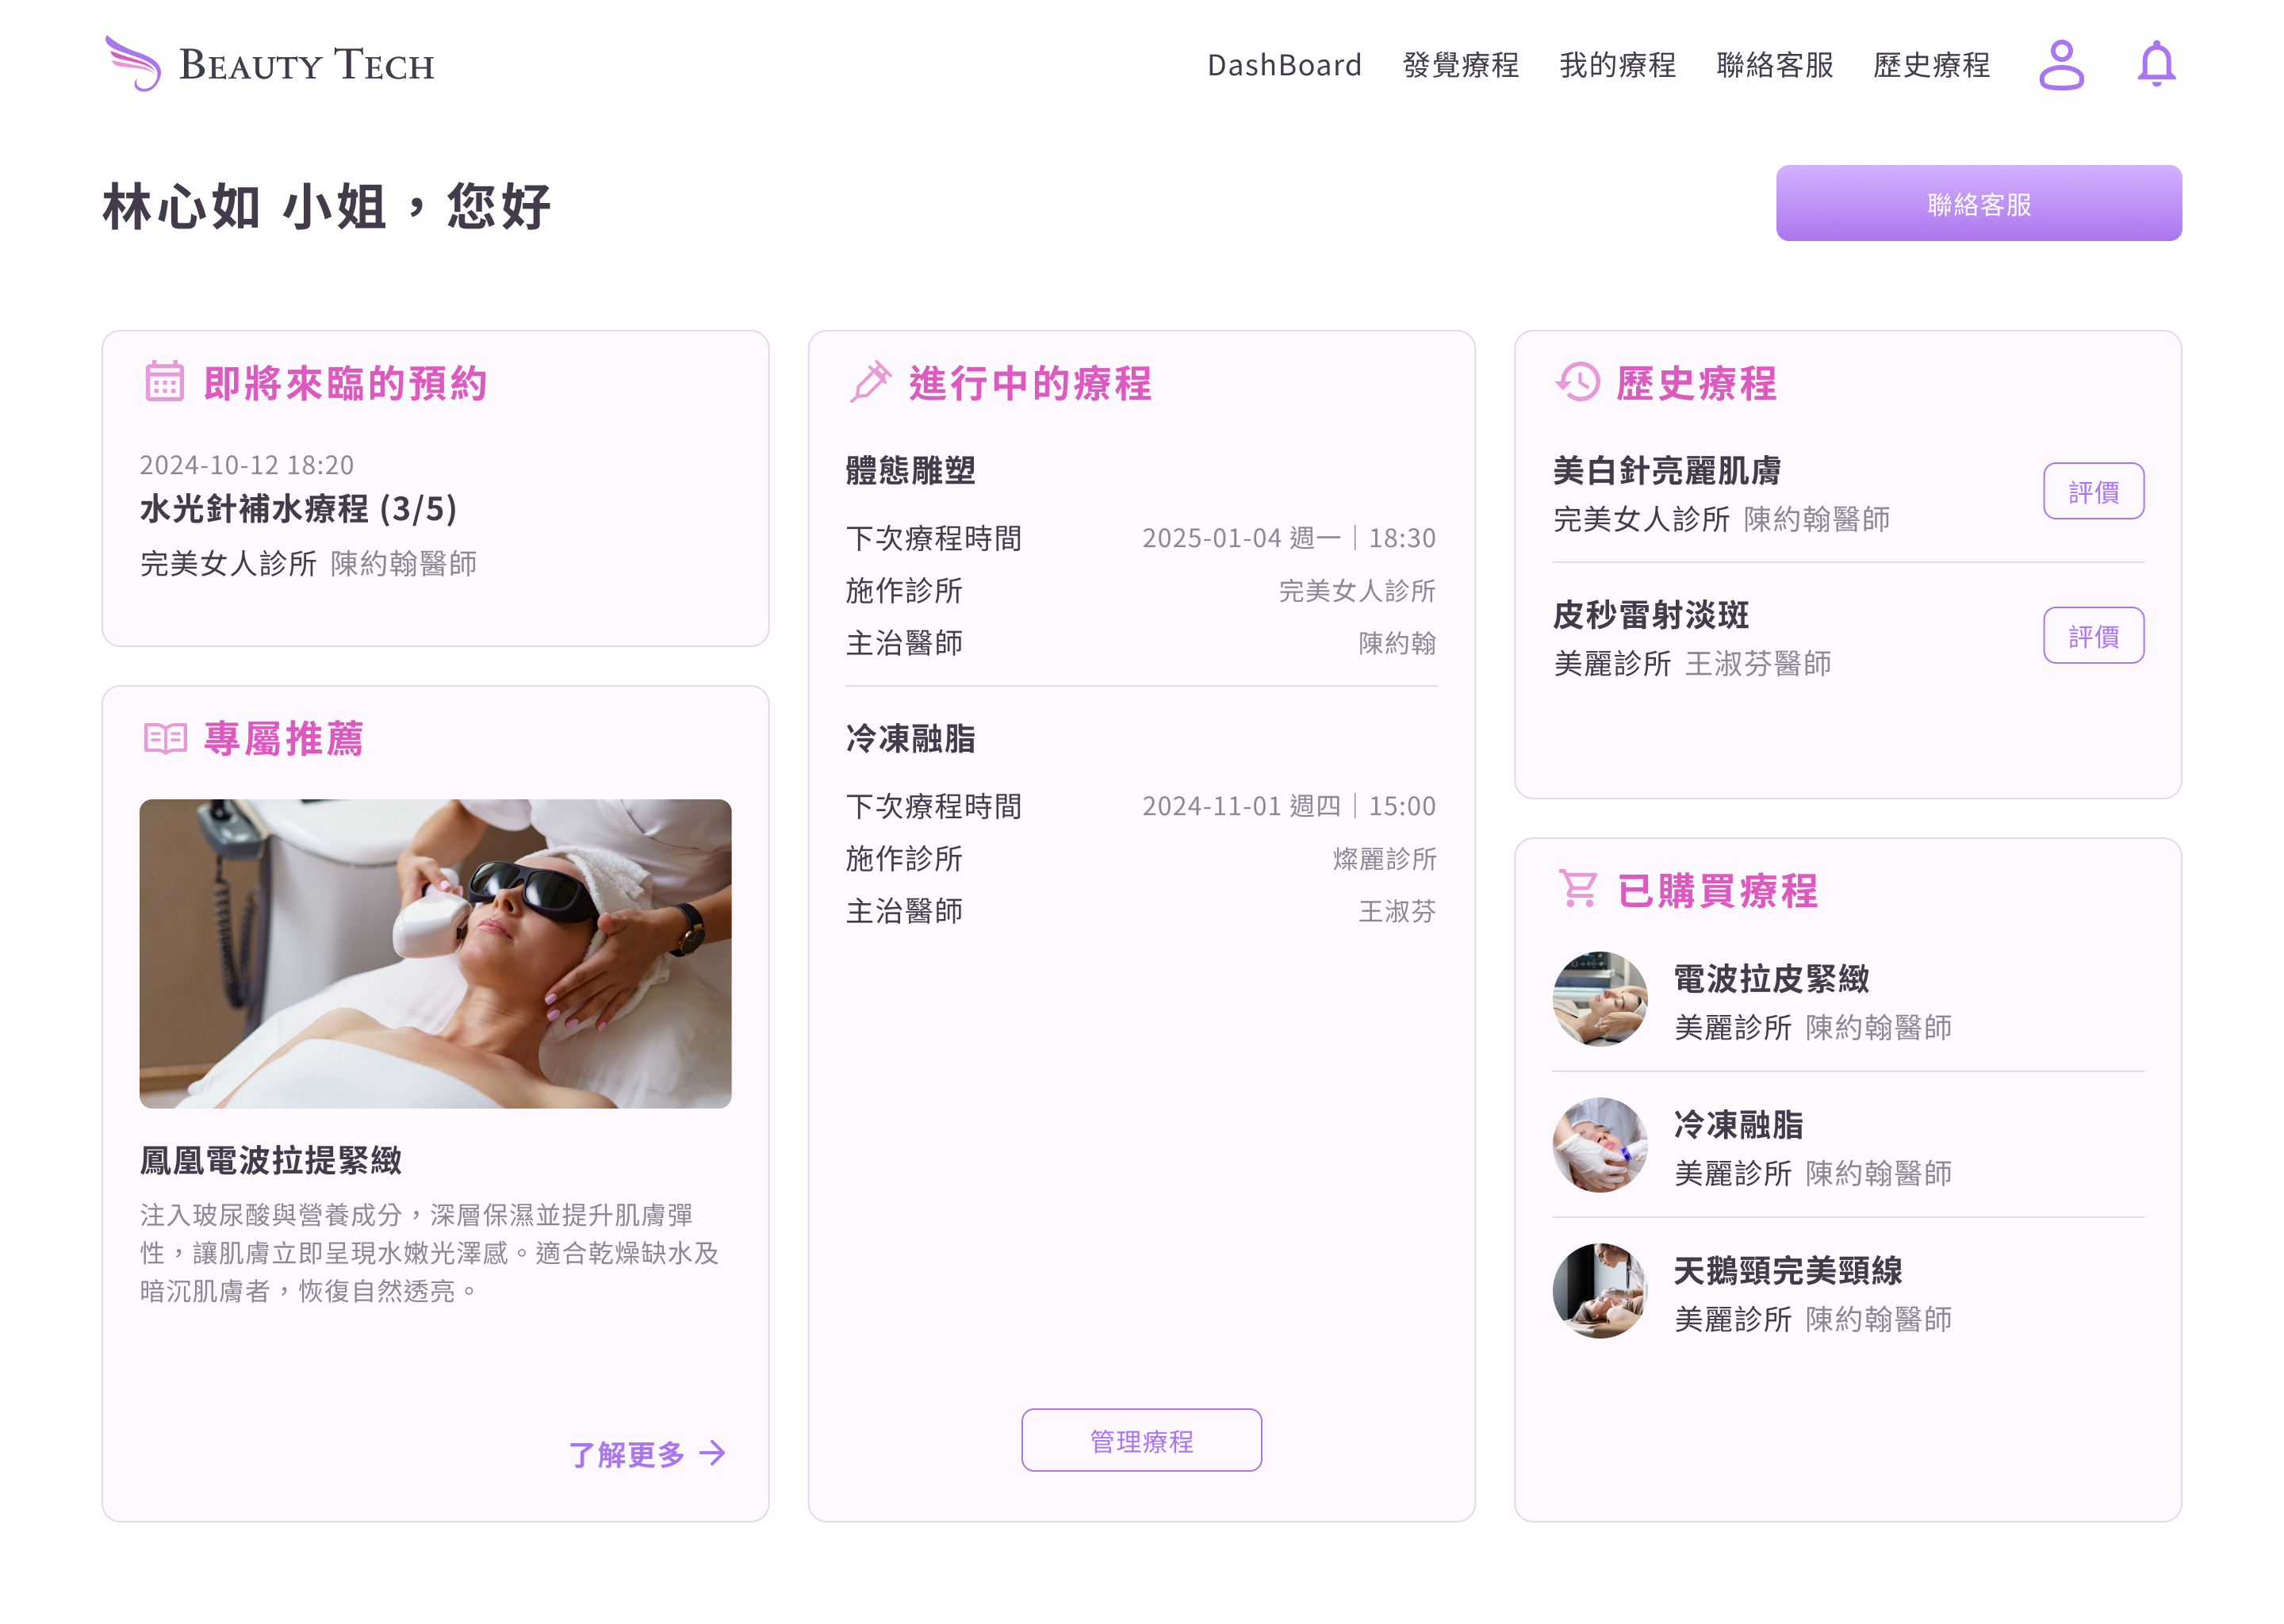 BEAUTY TECH
DashBoard 發覺療程 我的療程 聯絡客服 歷史療程
林心如 小姐，您好
聯絡客服
即將來臨的預約
2024-10-12 18:20
水光針補水療程 (3/5)
完美女人診所 陳約翰醫師
專屬推薦
鳳凰電波拉提緊緻
注入玻尿酸與營養成分，深層保濕並提升肌膚彈
性，讓肌膚立即呈現水嫩光澤感。適合乾燥缺水及
暗沉肌膚者，恢復自然透亮。
了解更多
進行中的療程
體態雕塑
下次療程時間 2025-01-04 週一｜18:30
施作診所 完美女人診所
主治醫師 陳約翰
冷凍融脂
下次療程時間 2024-11-01 週四｜15:00
施作診所 燦麗診所
主治醫師 王淑芬
管理療程
歷史療程
美白針亮麗肌膚
完美女人診所 陳約翰醫師
評價
皮秒雷射淡斑
美麗診所 王淑芬醫師
評價
已購買療程
電波拉皮緊緻
美麗診所 陳約翰醫師
冷凍融脂
美麗診所 陳約翰醫師
天鵝頸完美頸線
美麗診所 陳約翰醫師